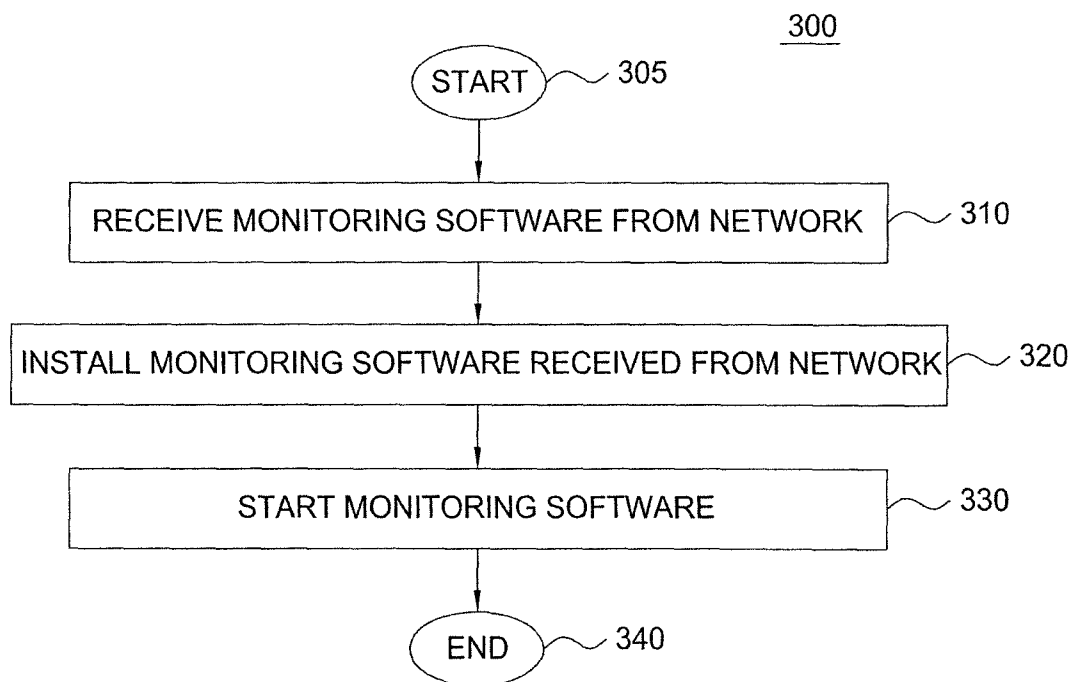 300
START 305
RECEIVE MONITORING SOFTWARE FROM NETWORK 310
INSTALL MONITORING SOFTWARE RECEIVED FROM NETWORK 320
START MONITORING SOFTWARE 330
END 340